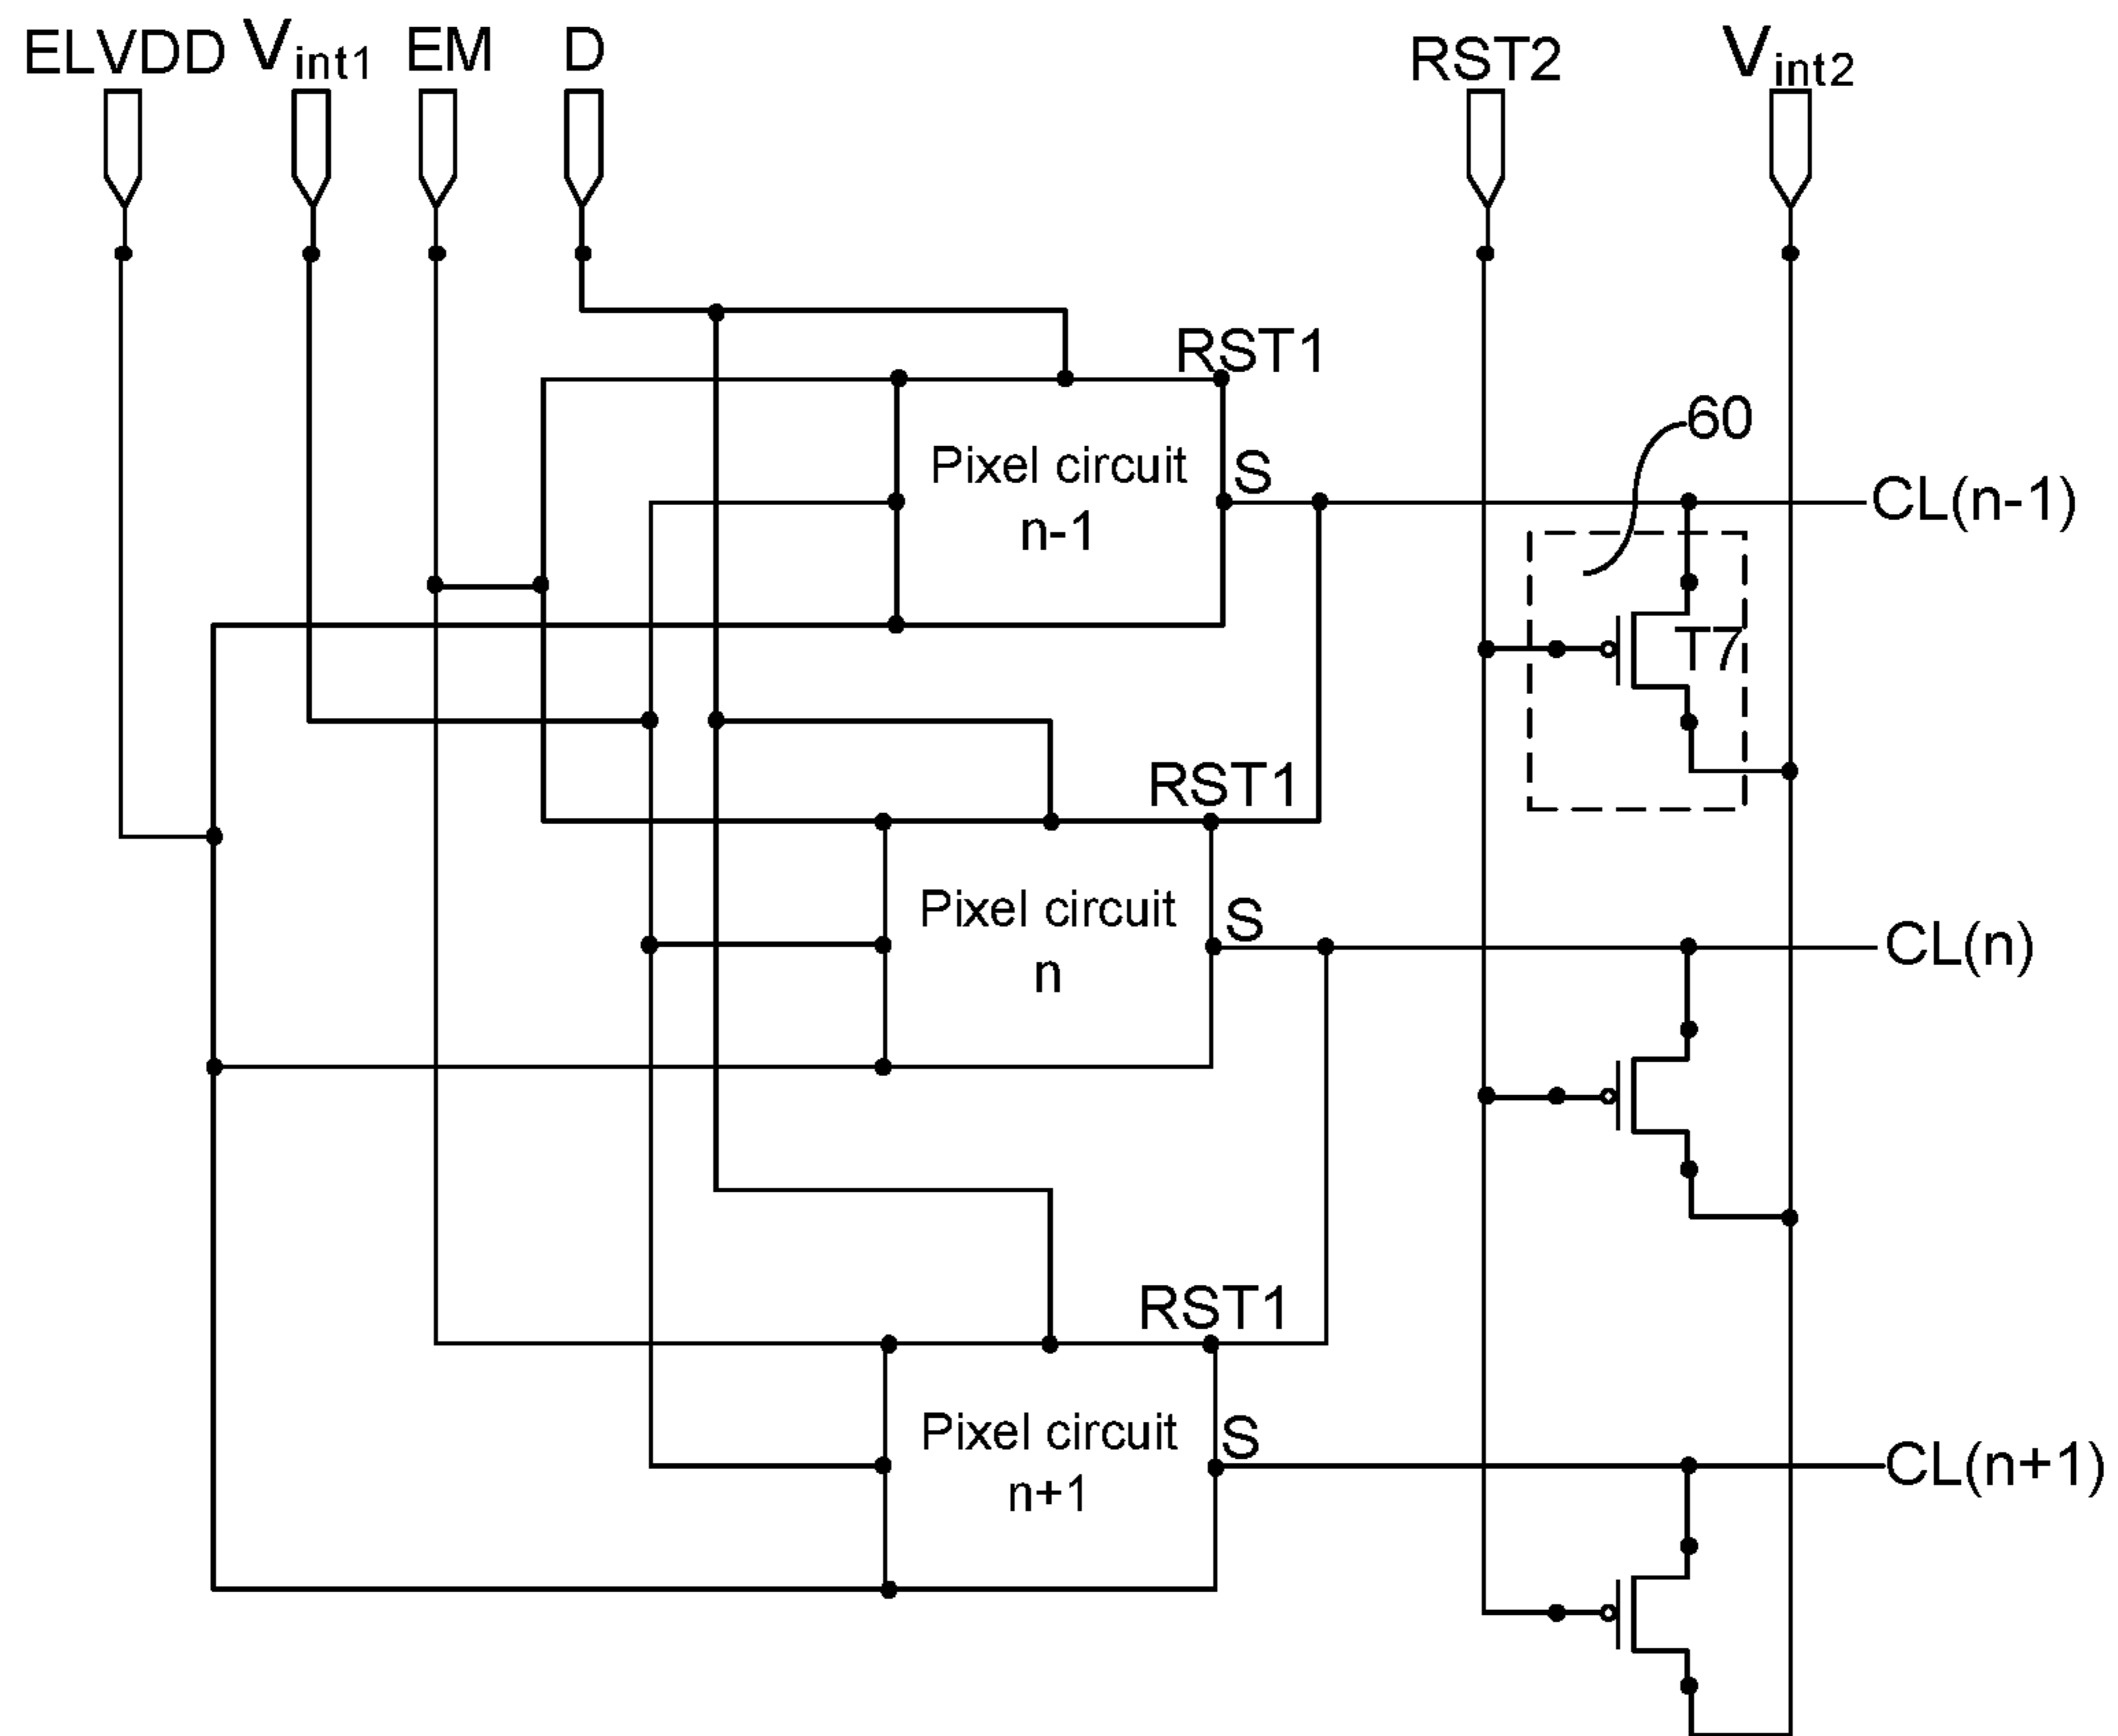 ELVDD Vint1 EM D RST2 Vint2
RST1
60
Pixel circuit
n-1
S
CL(n-1)
T7
RST1
Pixel circuit
n
S
CL(n)
RST1
Pixel circuit
n+1
S
CL(n+1)